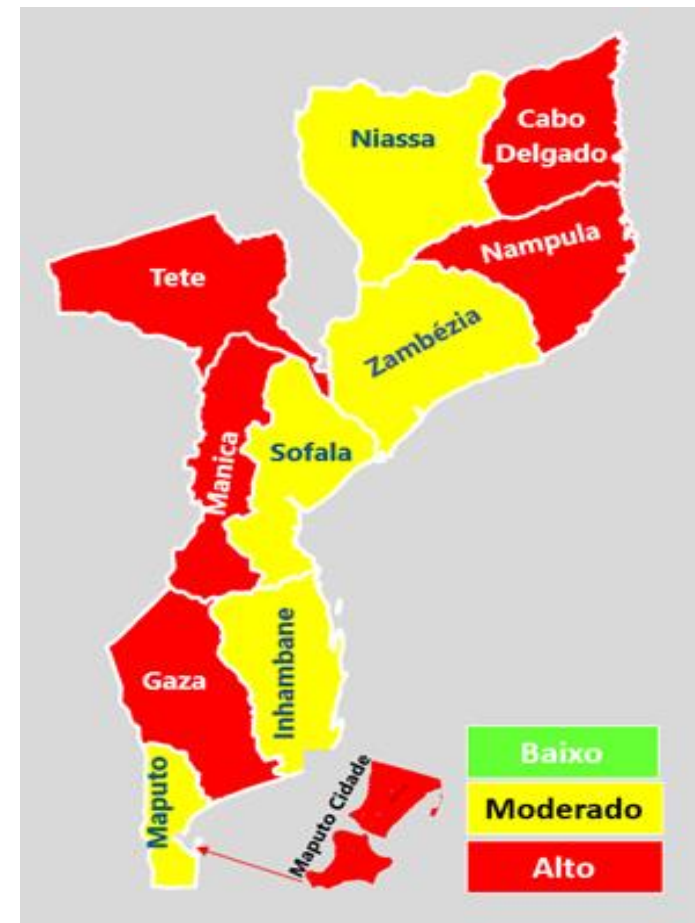 Cabo
Delgado
Niassa
Nampula
Tete
Zambézia
Manica
Sofala
Inhambane
Gaza
Maputo
Maputo Cidade
Baixo
Moderado
Alto